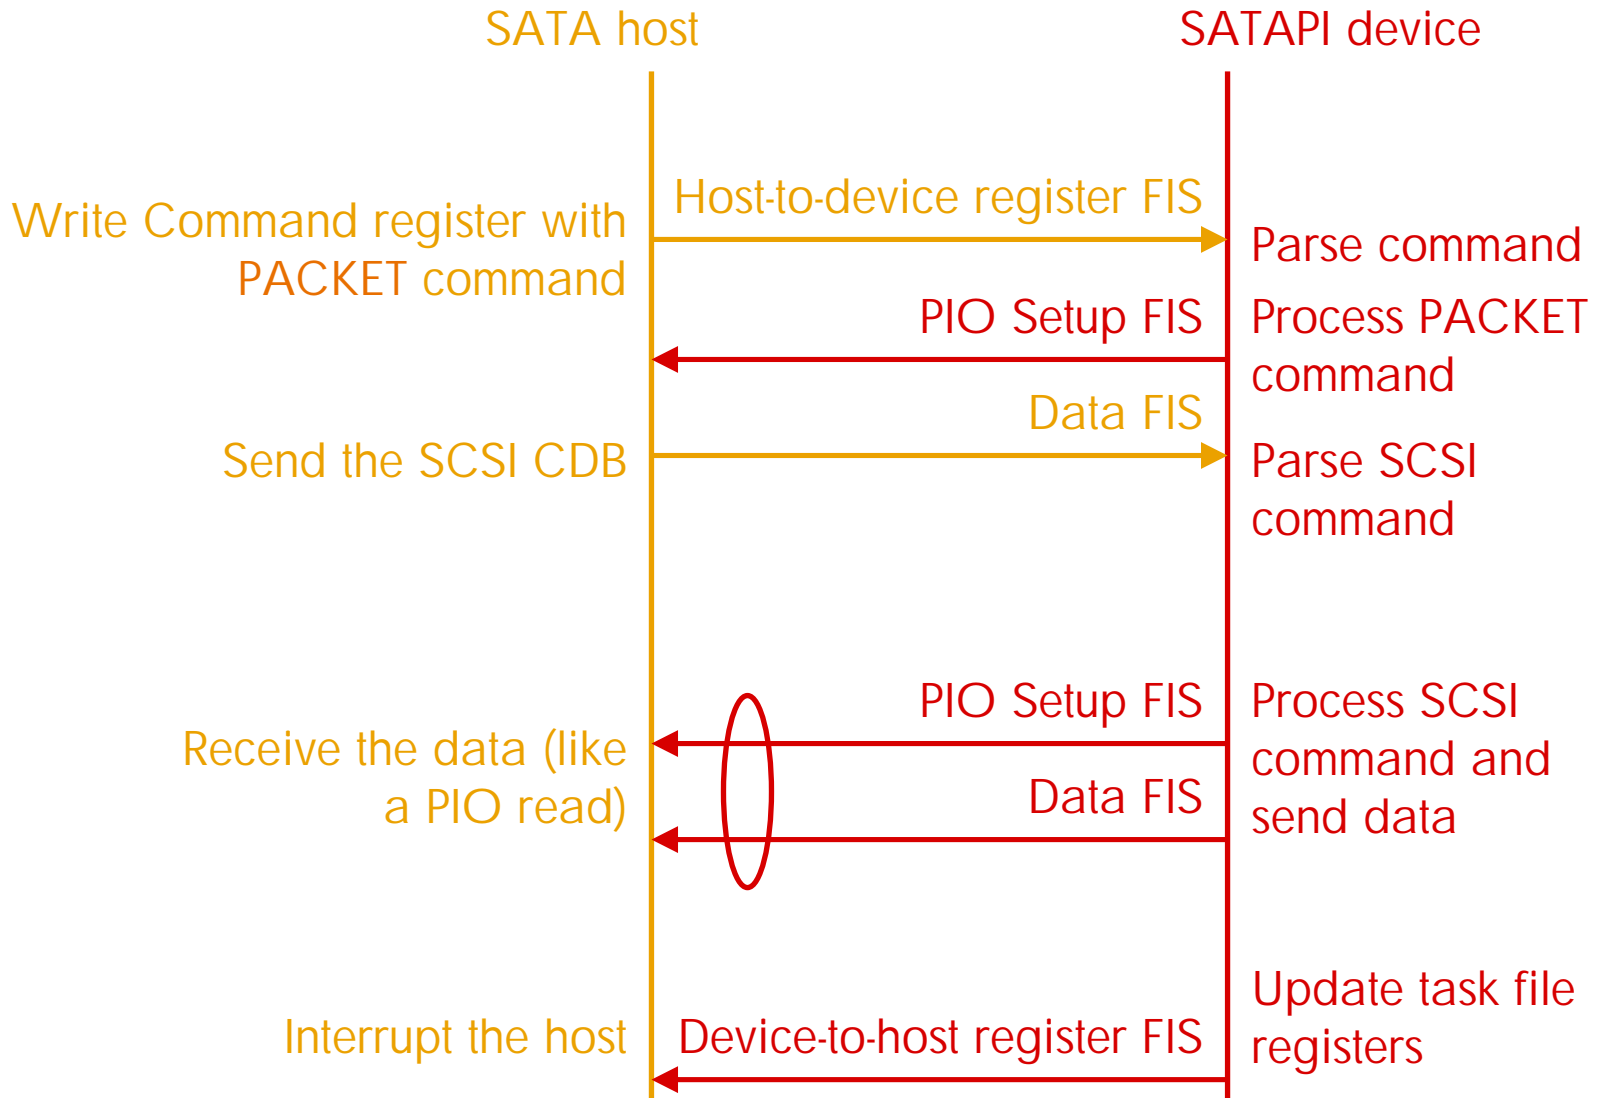 SATA host
SATAPI device
Host-to-device register FIS
Write Command register with
PACKET command
Parse command
PIO Setup FIS
Process PACKET
command
Data FIS
Send the SCSI CDB
Parse SCSI
command
PIO Setup FIS
Process SCSI
command and
send data
Receive the data (like
a PIO read)
Data FIS
Update task file
registers
Interrupt the host
Device-to-host register FIS